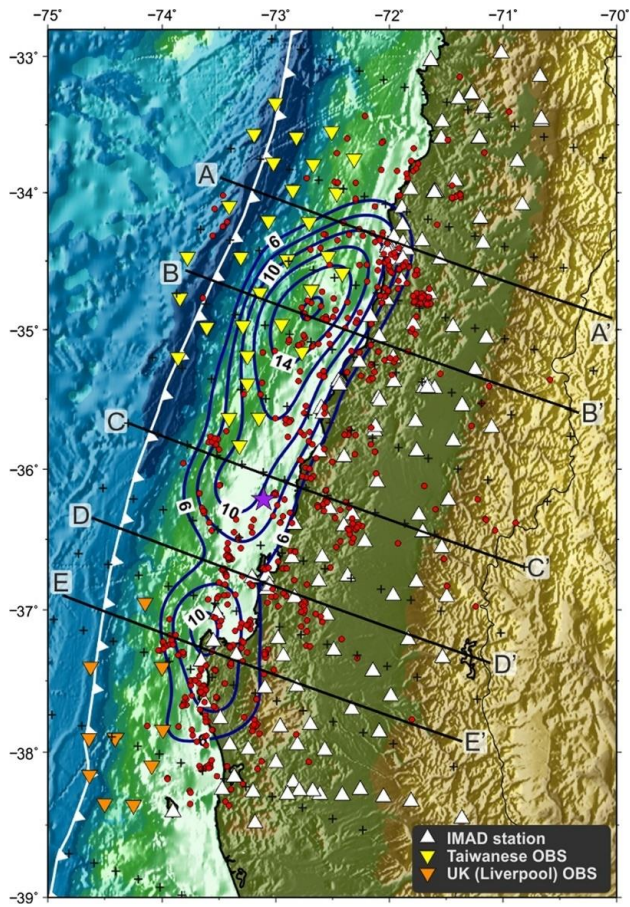 −75° −74° −73° −72° −71° −70°
−33°
−34°
−35°
−36°
−37°
−38°
−39°
A
6
10
B
A’
14
B’
C
6
10
D
6
C’
E
10
D’
E’
IMAD station
Taiwanese OBS
UK (Liverpool) OBS